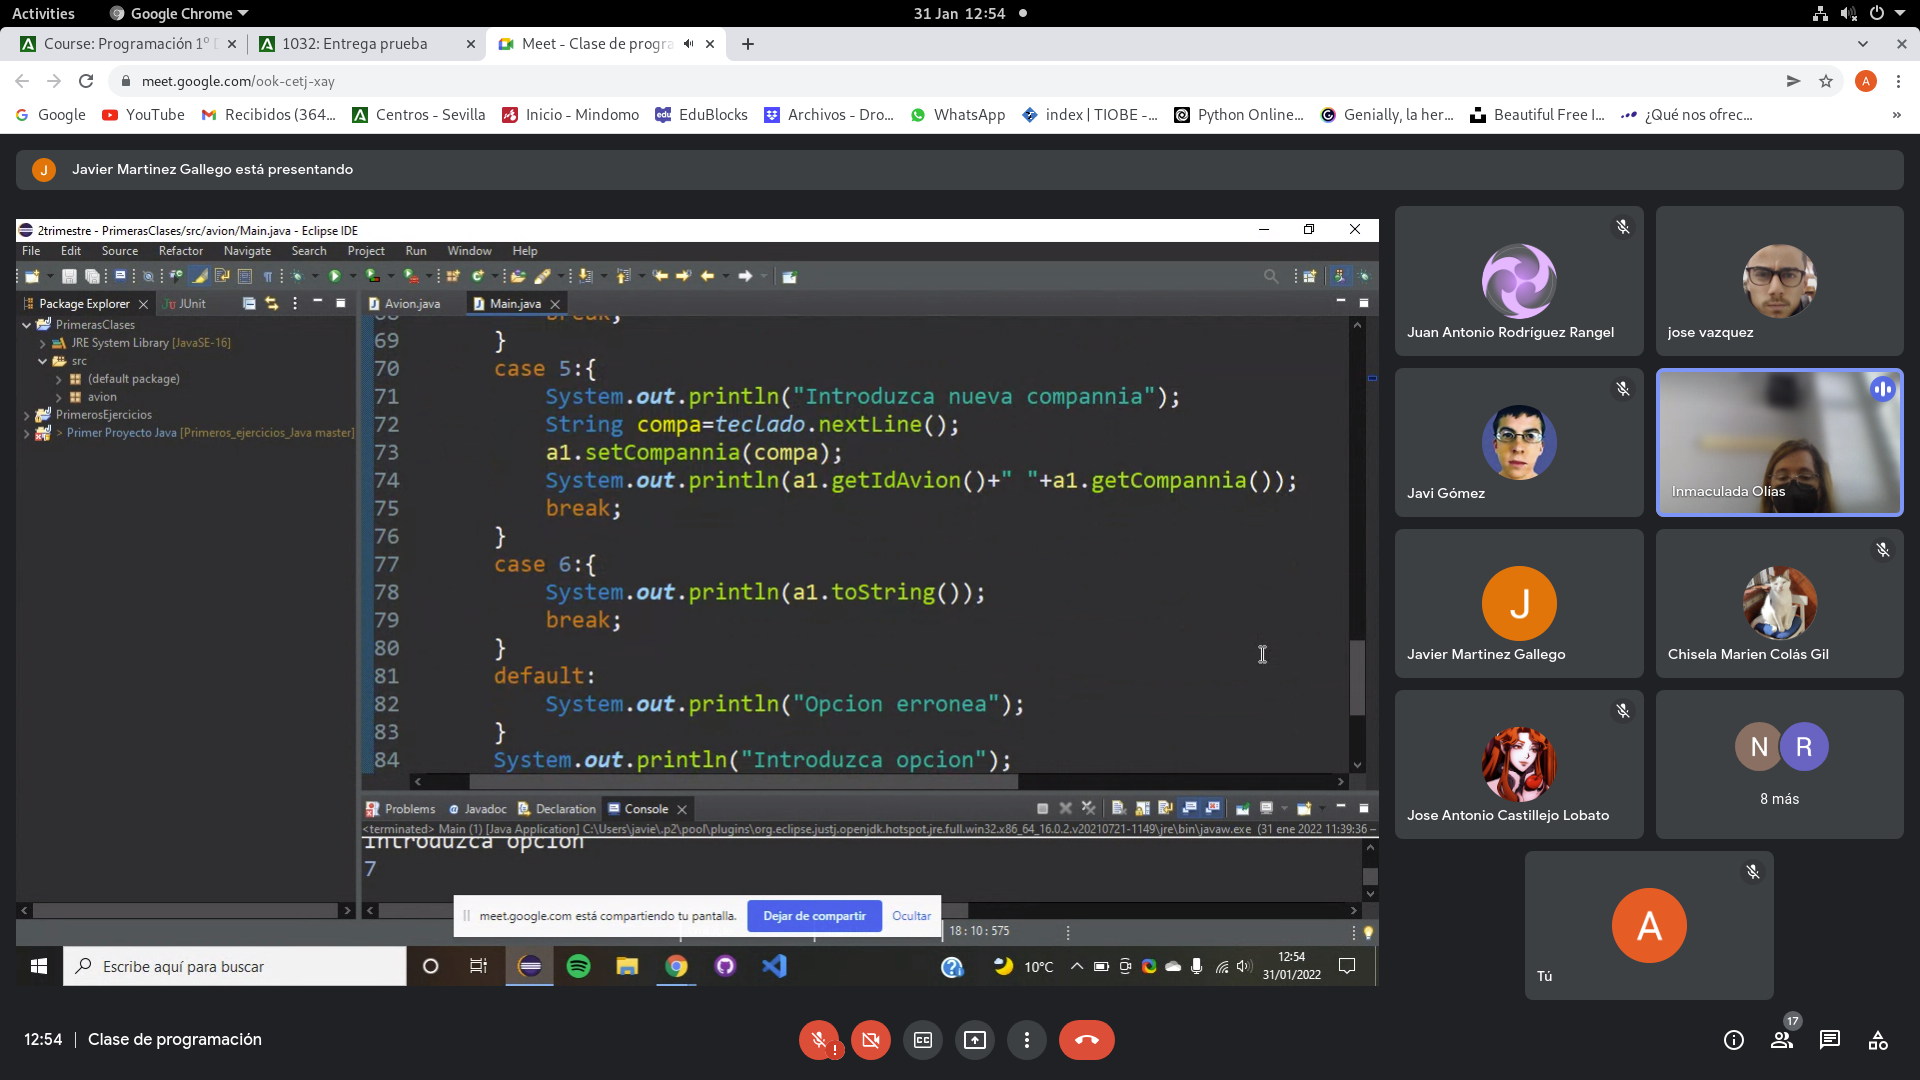 Activities
Google Chrome
31 Jan 12:54
Course: Programación 1º D
1032: Entrega prueba
Meet - Clase de progra
meet.google.com/ook-cetj-xay
A
Google
YouTube
Recibidos (364...
Centros - Sevilla
Inicio - Mindomo
EduBlocks
Archivos - Dro...
WhatsApp
index | TIOBE -...
Python Online...
Genially, la her...
Beautiful Free I...
¿Qué nos ofrec...
»
J
Javier Martinez Gallego está presentando
2trimestre - PrimerasClases/src/avion/Main.java - Eclipse IDE
File Edit Source Refactor Navigate Search Project Run Window Help
Package Explorer
JUnit
Avion.java
Main.java
PrimerasClases
JRE System Library [JavaSE-16]
src
(default package)
avion
PrimerosEjercicios
> Primer Proyecto Java [Primeros_ejercicios_Java master]
68 break;
69 }
70 case 5:{
71 System.out.println("Introduzca nueva compannia");
72 String compa=teclado.nextLine();
73 a1.setCompannia(compa);
74 System.out.println(a1.getIdAvion()+" "+a1.getCompannia());
75 break;
76 }
77 case 6:{
78 System.out.println(a1.toString());
79 break;
80 }
81 default:
82 System.out.println("Opcion erronea");
83 }
84 System.out.println("Introduzca opcion");
Problems
Javadoc
Declaration
Console
<terminated> Main (1) [Java Application] C:\Users\javie\.p2\pool\plugins\org.eclipse.justj.openjdk.hotspot.jre.full.win32.x86_64_16.0.2.v20210721-1149\jre\bin\javaw.exe (31 ene 2022 11:39:36 –
Introduzca opcion
7
meet.google.com está compartiendo tu pantalla.
Dejar de compartir
Ocultar
18 : 10 : 575
Escribe aquí para buscar
10°C
12:54
31/01/2022
Juan Antonio Rodríguez Rangel
jose vazquez
Javi Gómez
Inmaculada Olías
J
Javier Martinez Gallego
Chisela Marien Colás Gil
Jose Antonio Castillejo Lobato
N
R
8 más
A
Tú
12:54 | Clase de programación
17